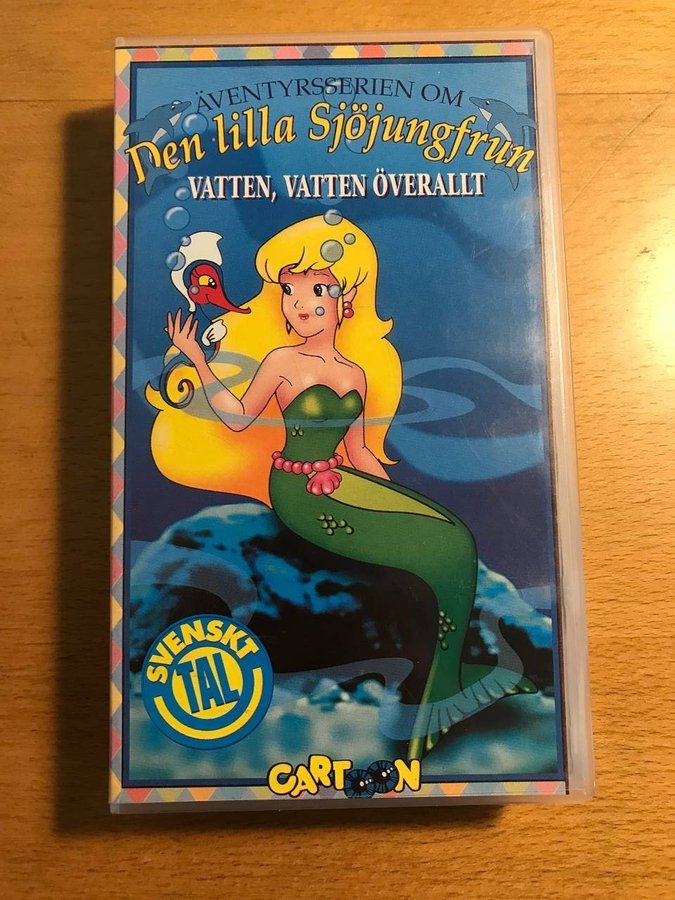 ÄVENTYRSSERIEN OM
Den lilla Sjöjungfrun
VATTEN, VATTEN ÖVERALLT
SVENSKT
TAL
CARTOON